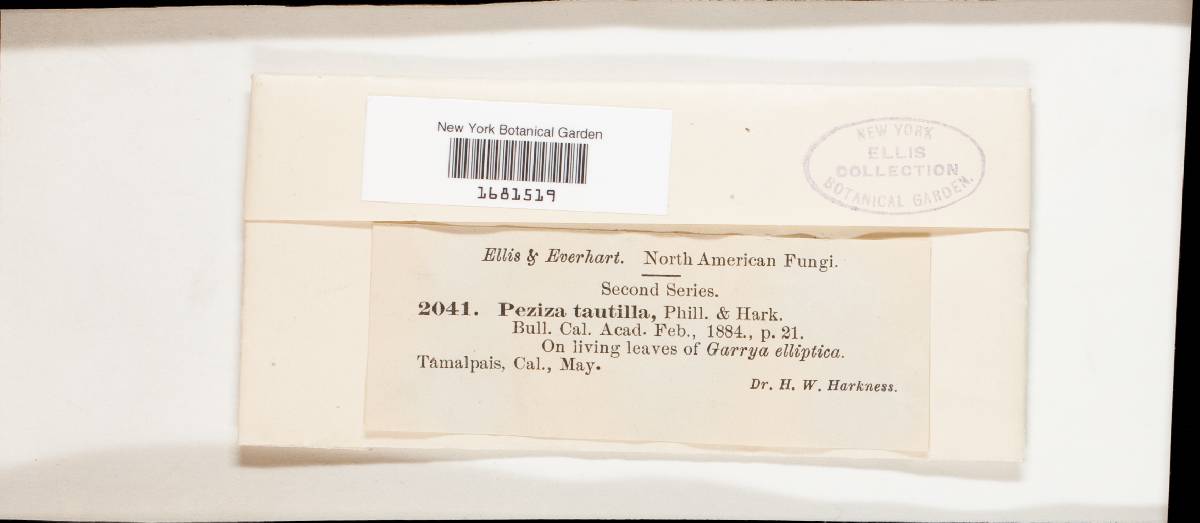 New York Botanical Garden
1681519
NEW YORK
ELLIS
COLLECTION
BOTANICAL GARDEN.
Ellis & Everhart. North American Fungi.
Second Series.
2041. Peziza tautilla, Phill. & Hark.
Bull. Cal. Acad. Feb., 1884., p. 21.
On living leaves of Garrya elliptica.
Tamalpais, Cal., May.
Dr. H. W. Harkness.